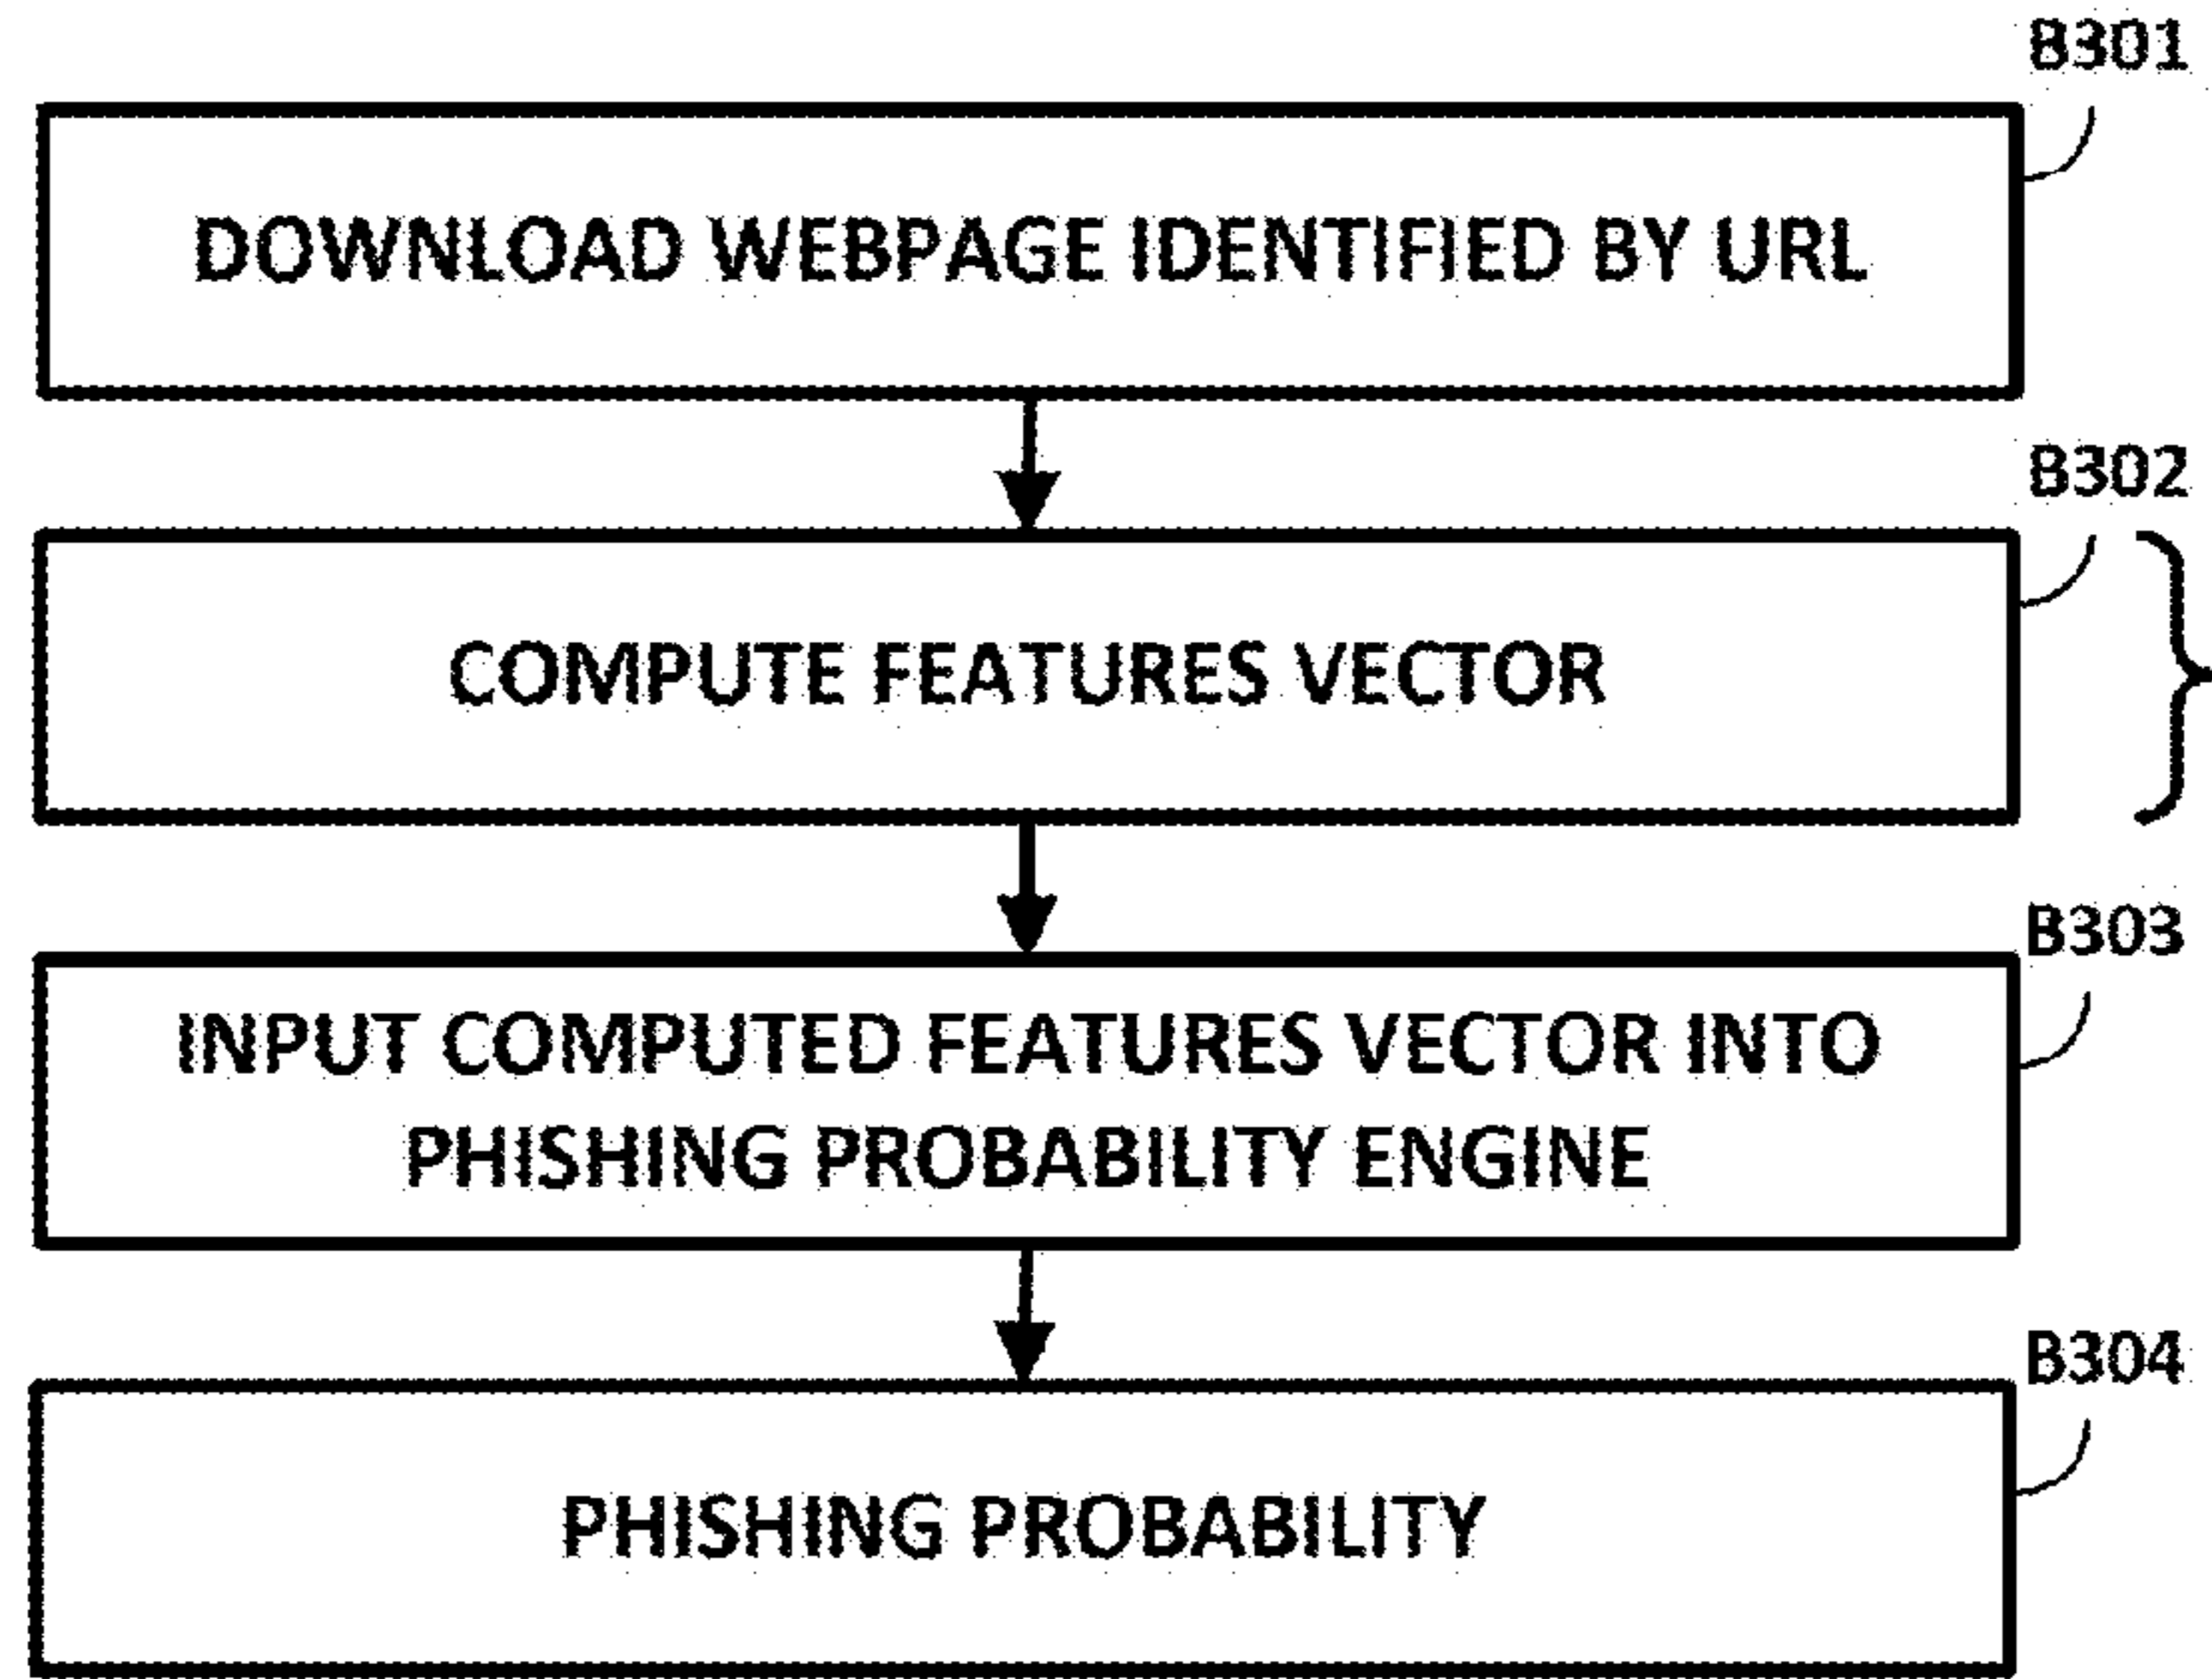 B301
DOWNLOAD WEBPAGE IDENTIFIED BY URL
B302
COMPUTE FEATURES VECTOR
B303
INPUT COMPUTED FEATURES VECTOR INTO
PHISHING PROBABILITY ENGINE
B304
PHISHING PROBABILITY